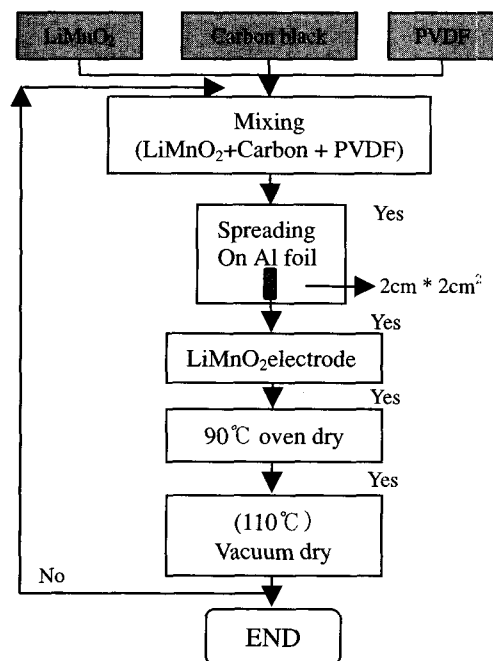 LiMnO₂
Carbon black
PVDF
Mixing
(LiMnO₂+Carbon + PVDF)
Yes
Spreading
On Al foil
2cm * 2cm²
Yes
LiMnO₂electrode
Yes
90℃ oven dry
Yes
(110℃)
Vacuum dry
No
END